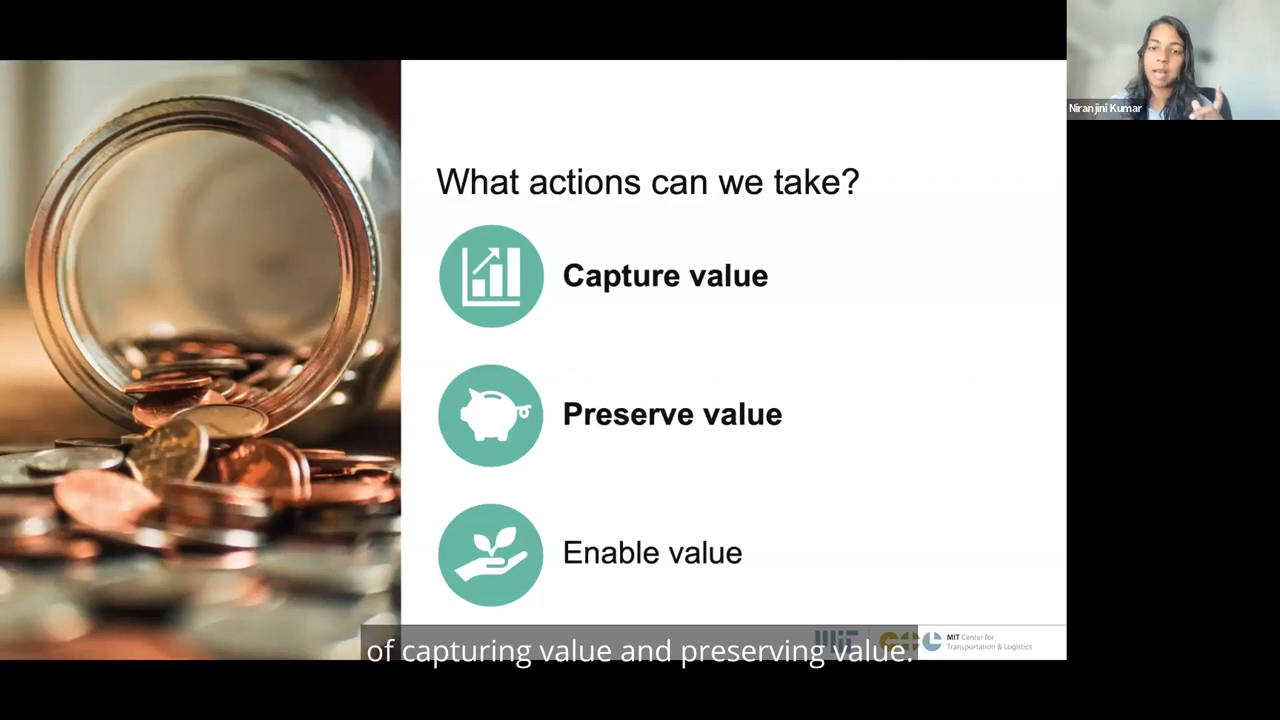 Niranjini Kumar
What actions can we take?
Capture value
Preserve value
Enable value
of capturing value and preserving value.
MIT
MIT Center for
Transportation & Logistics